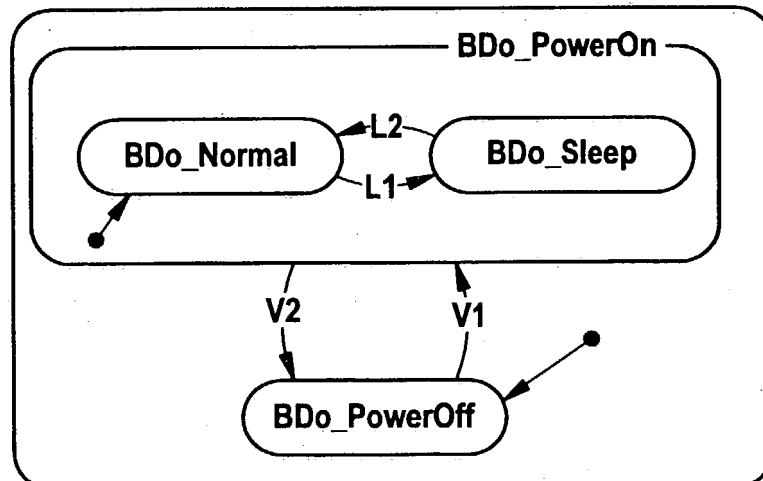 BDo_PowerOn
L2
BDo_Normal
BDo_Sleep
L1
V2
V1
BDo_PowerOff